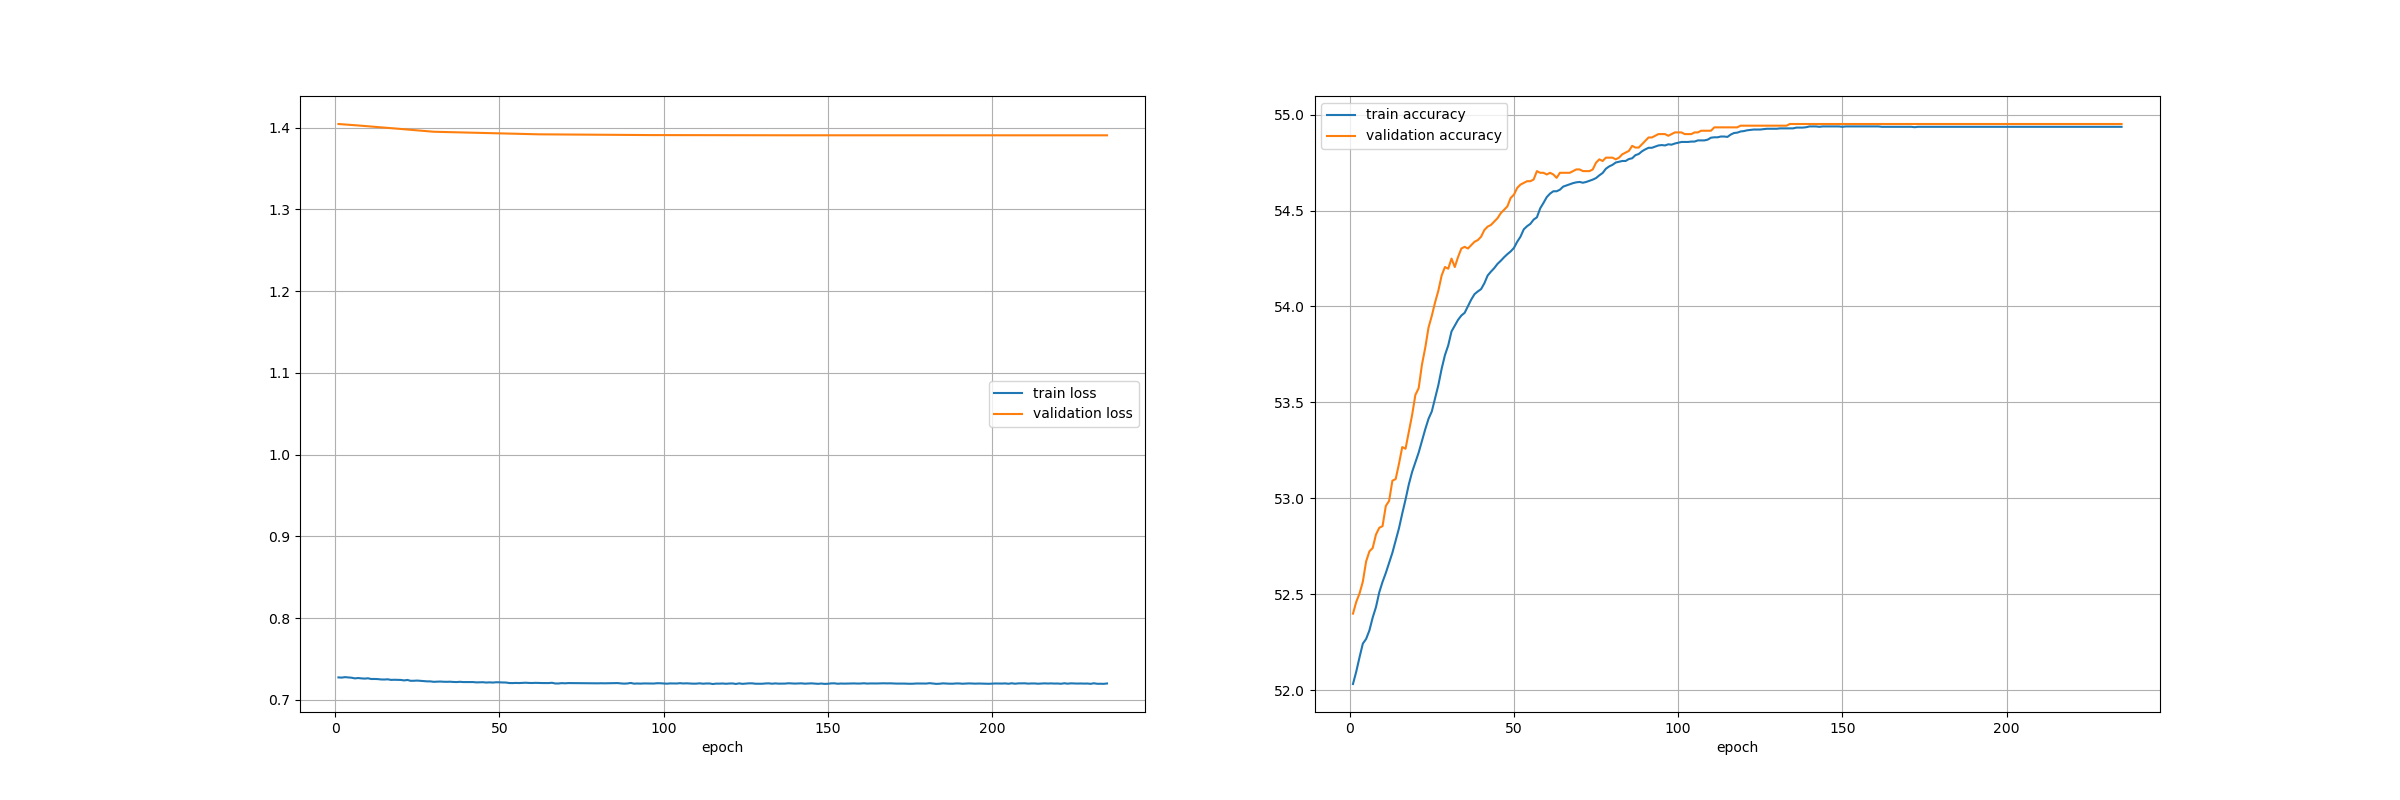 1.4
1.3
1.2
1.1
1.0
0.9
0.8
0.7
train loss
validation loss
0 50 100 150 200
epoch
55.0
54.5
54.0
53.5
53.0
52.5
52.0
train accuracy
validation accuracy
0 50 100 150 200
epoch